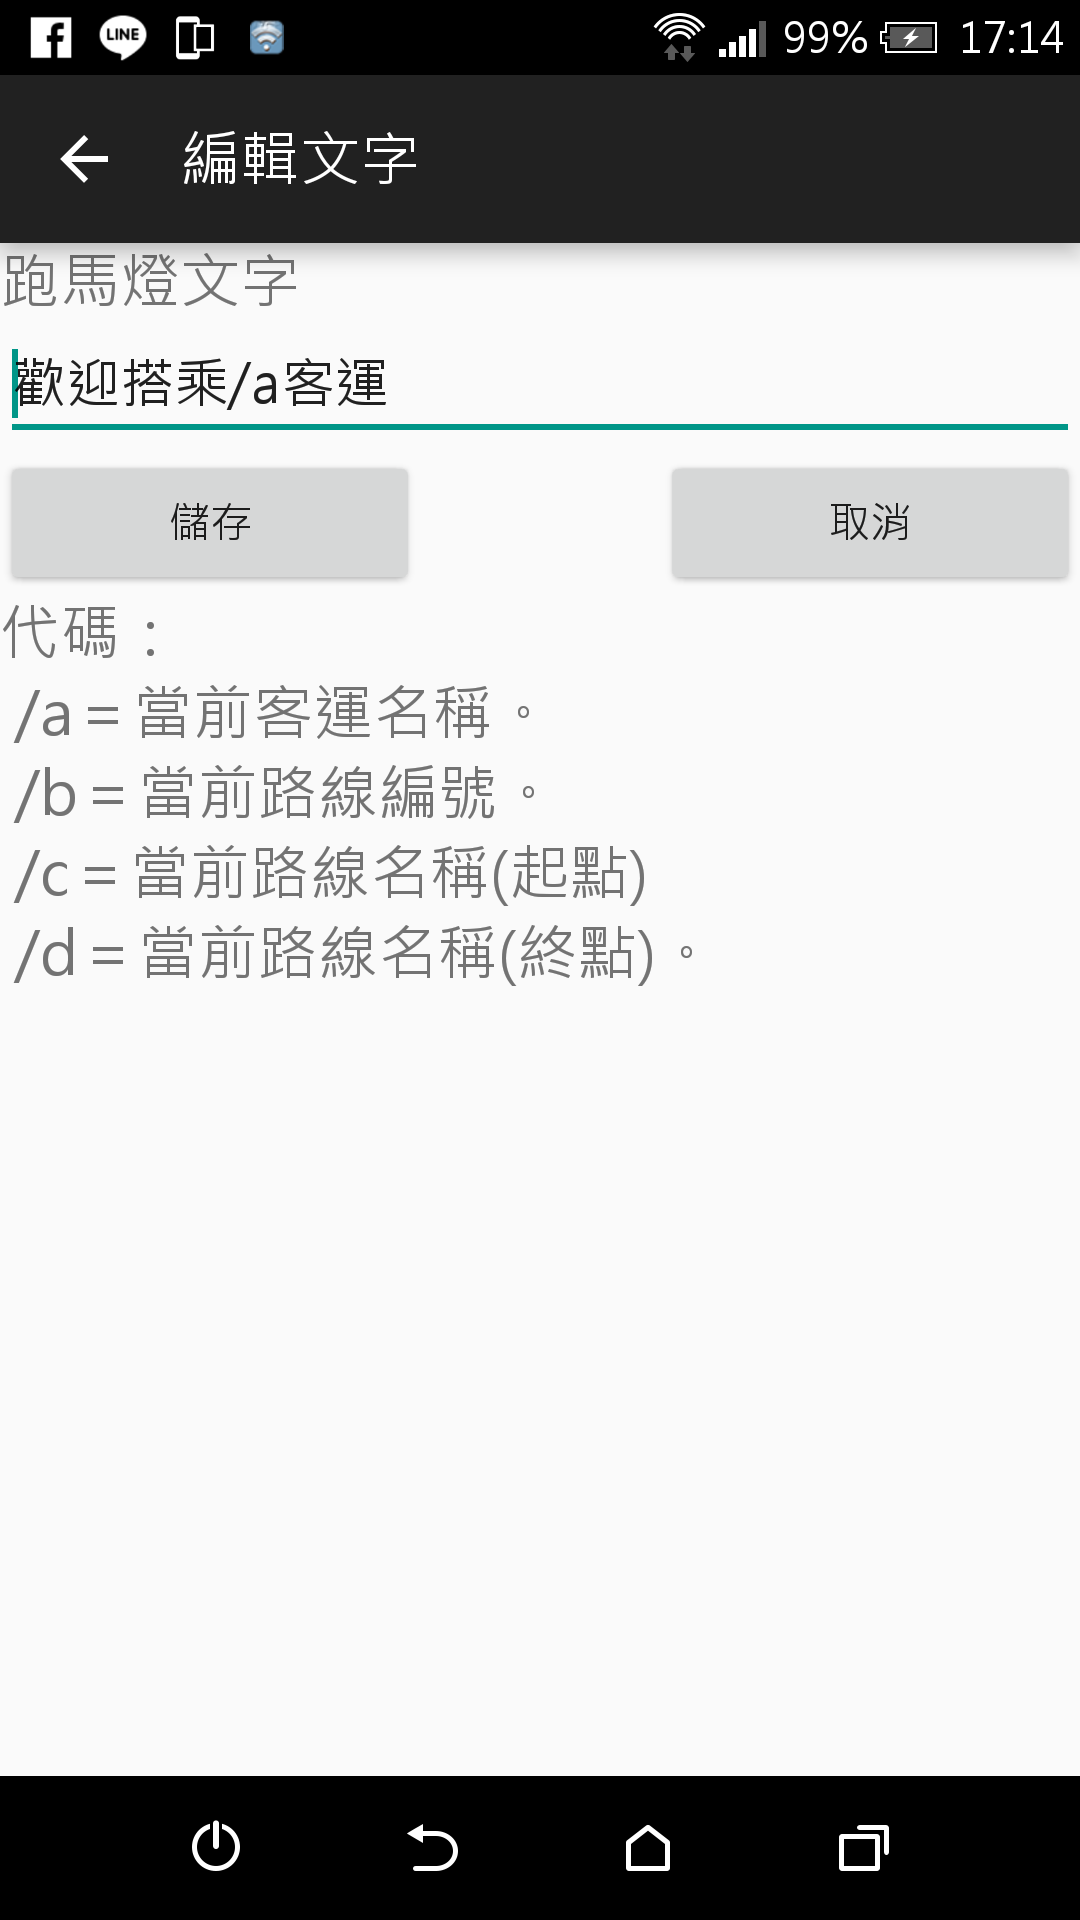 LINE
99%
17:14
編輯文字
跑馬燈文字
歡迎搭乘/a客運
儲存
取消
代碼：
/a = 當前客運名稱。
/b = 當前路線編號。
/c = 當前路線名稱(起點)
/d = 當前路線名稱(終點)。